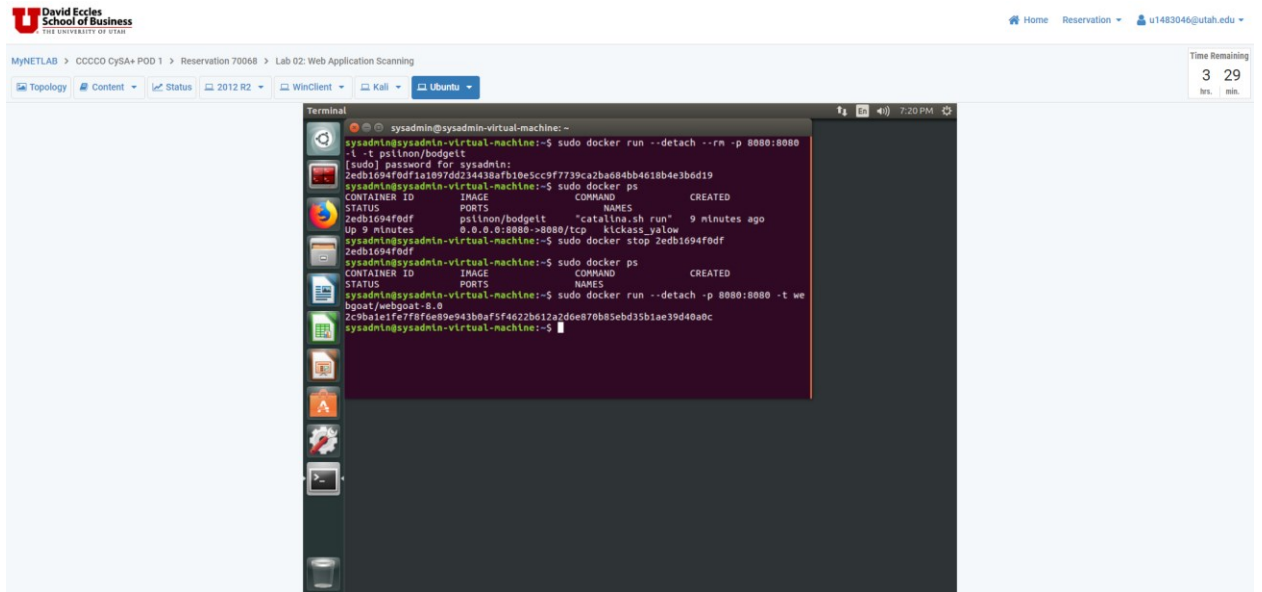 David Eccles
School of Business
THE UNIVERSITY OF UTAH
Home Reservation u1483046@utah.edu
MyNETLAB > CCCCO CySA+ POD 1 > Reservation 70068 > Lab 02: Web Application Scanning
Time Remaining
3 29
hrs. min.
Topology Content Status 2012 R2 WinClient Kali Ubuntu
Terminal En 7:20 PM
sysadmin@sysadmin-virtual-machine: ~
sysadmin@sysadmin-virtual-machine:~$ sudo docker run --detach --rm -p 8080:8080
-i -t psiinon/bodgeit
[sudo] password for sysadmin:
2edb1694f0df1a1097dd234438afb10e5cc9f7739ca2ba684bb4618b4e3b6d19
sysadmin@sysadmin-virtual-machine:~$ sudo docker ps
CONTAINER ID IMAGE COMMAND CREATED
STATUS PORTS NAMES
2edb1694f0df psiinon/bodgeit "catalina.sh run" 9 minutes ago
Up 9 minutes 0.0.0.0:8080->8080/tcp kickass_yalow
sysadmin@sysadmin-virtual-machine:~$ sudo docker stop 2edb1694f0df
2edb1694f0df
sysadmin@sysadmin-virtual-machine:~$ sudo docker ps
CONTAINER ID IMAGE COMMAND CREATED
STATUS PORTS NAMES
sysadmin@sysadmin-virtual-machine:~$ sudo docker run --detach -p 8080:8080 -t we
bgoat/webgoat-8.0
2c9ba1e1fe7f8f6e89e943b0af5f4622b612a2d6e870b85ebd35b1ae39d40a0c
sysadmin@sysadmin-virtual-machine:~$